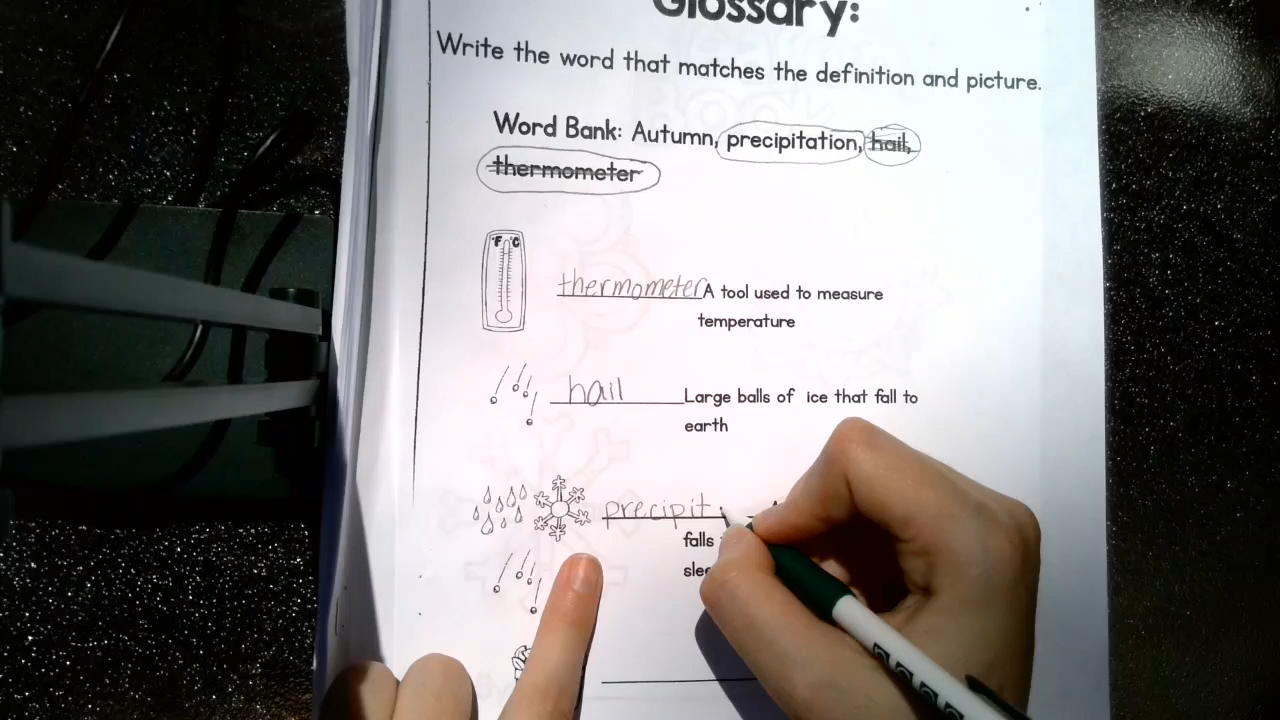 Glossary:
Write the word that matches the definition and picture.
Word Bank: Autumn, precipitation, hail,
thermometer
°F °C
thermometer A tool used to measure
temperature
hail Large balls of ice that fall to
earth
precipit
falls